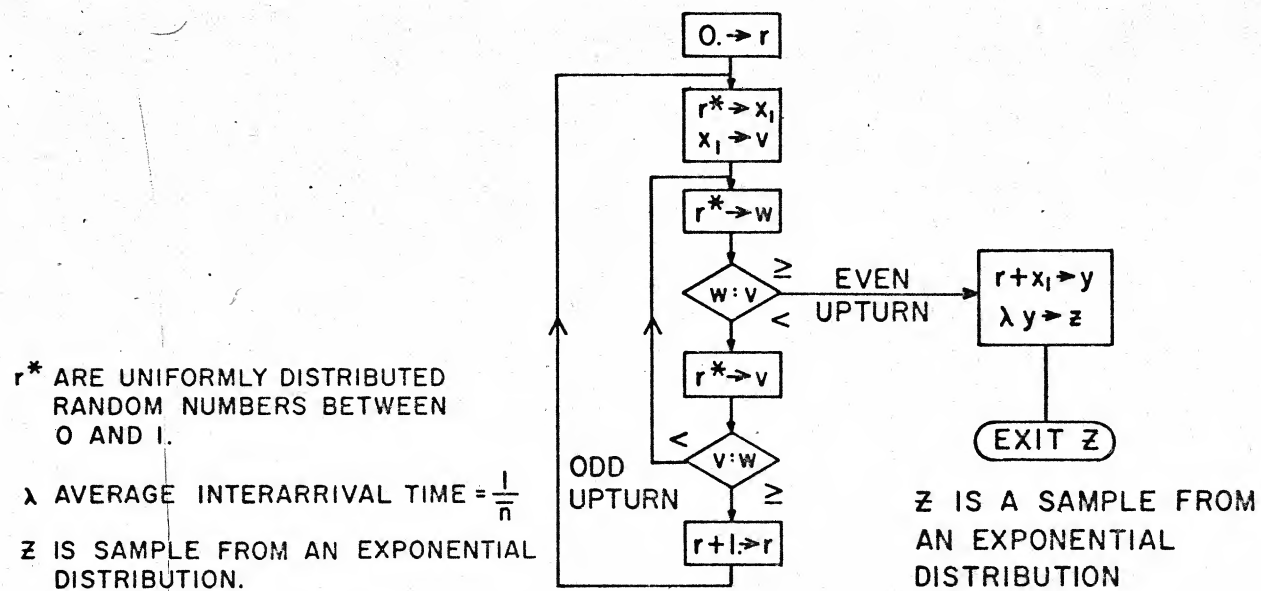 0. → r
r* → x₁
x₁ → v
r* → w
w : v
≥
<
EVEN
UPTURN
r + x₁ → y
λ y → z
EXIT Z
r* → v
v : w
<
≥
ODD
UPTURN
r + 1. → r
r* ARE UNIFORMLY DISTRIBUTED
RANDOM NUMBERS BETWEEN
0 AND 1.
λ AVERAGE INTERARRIVAL TIME = 1/n̄
Z IS SAMPLE FROM AN EXPONENTIAL
DISTRIBUTION.
Z IS A SAMPLE FROM
AN EXPONENTIAL
DISTRIBUTION